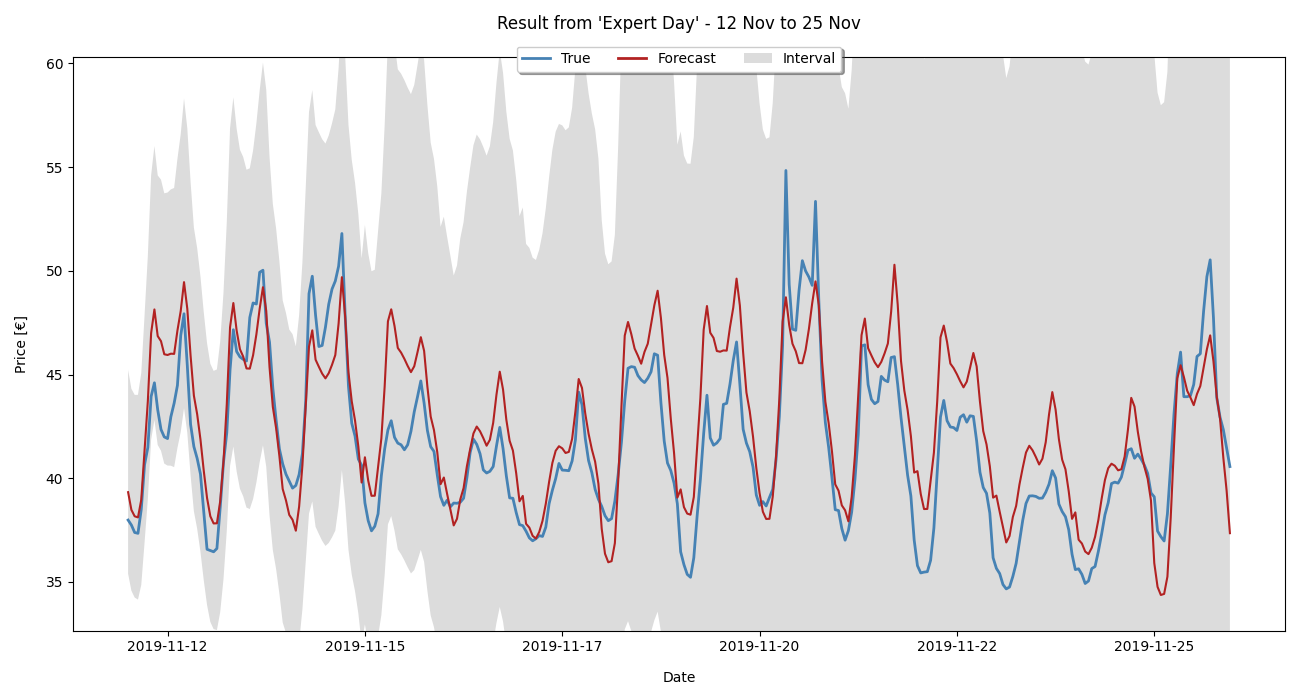 Result from 'Expert Day' - 12 Nov to 25 Nov
True Forecast Interval
60
55
50
45
40
35
Price [€]
2019-11-12 2019-11-15 2019-11-17 2019-11-20 2019-11-22 2019-11-25
Date